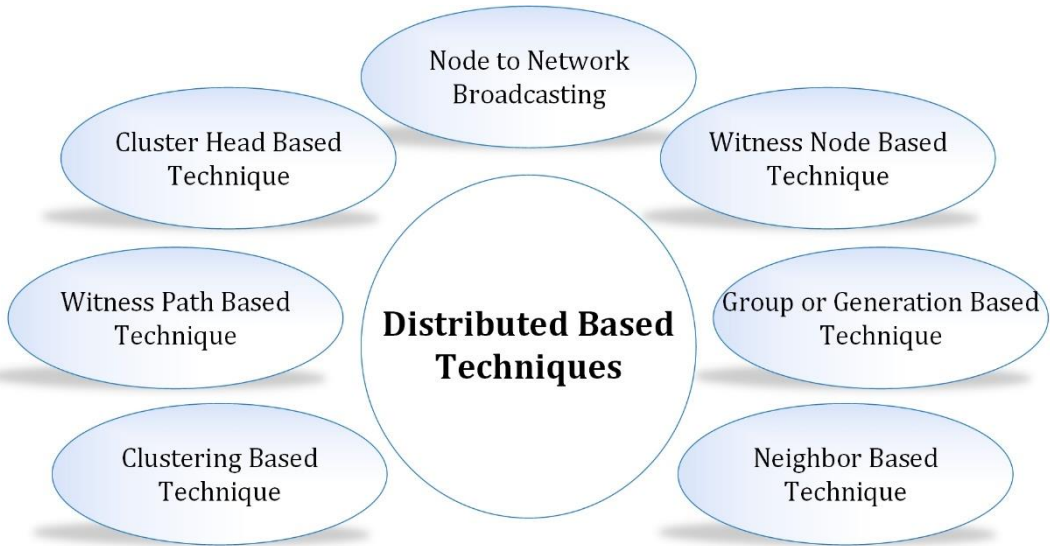 Node to Network
Broadcasting
Cluster Head Based
Technique
Witness Node Based
Technique
Witness Path Based
Technique
Group or Generation Based
Technique
Distributed Based
Techniques
Clustering Based
Technique
Neighbor Based
Technique